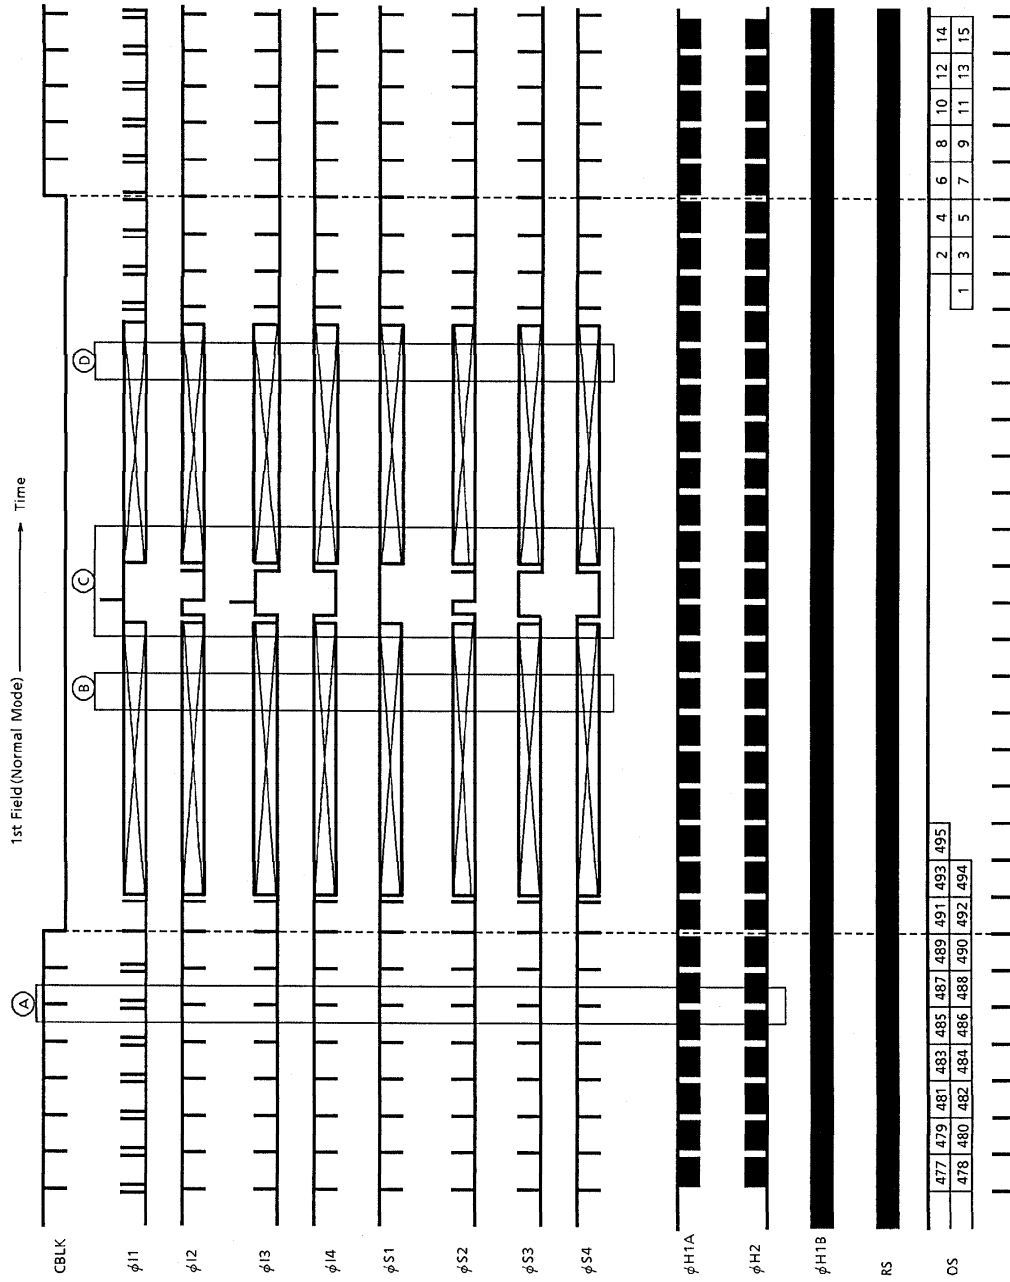 1st Field (Normal Mode) → Time
A
B
C
D
CBLK
φI1
φI2
φI3
φI4
φS1
φS2
φS3
φS4
φH1A
φH2
φH1B
RS
OS
477 479 481 483 485 487 489 491 493 495 2 4 6 8 10 12 14
478 480 482 484 486 488 490 492 494 1 3 5 7 9 11 13 15